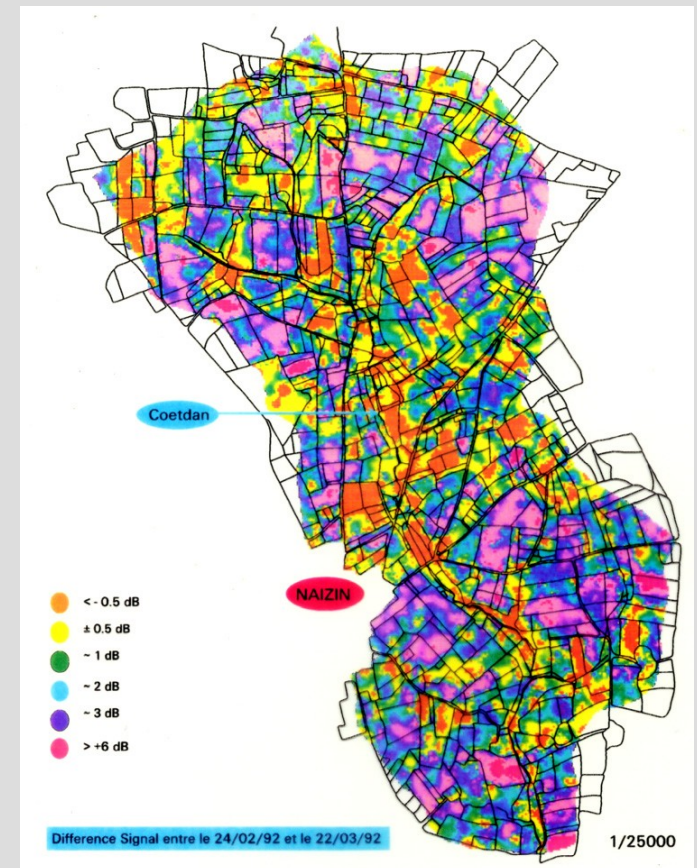 Coetdan
NAIZIN
< - 0.5 dB
± 0.5 dB
~ 1 dB
~ 2 dB
~ 3 dB
> +6 dB
Difference Signal entre le 24/02/92 et le 22/03/92
1/25000